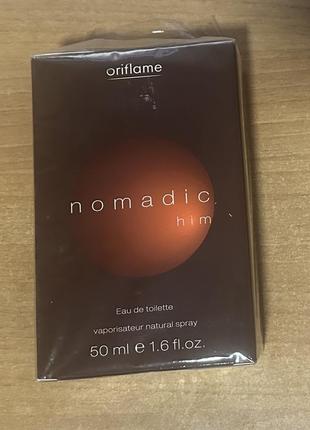 oriflame
nomadic
him
Eau de toilette
vaporisateur natural spray
50 ml e 1.6 fl.oz.